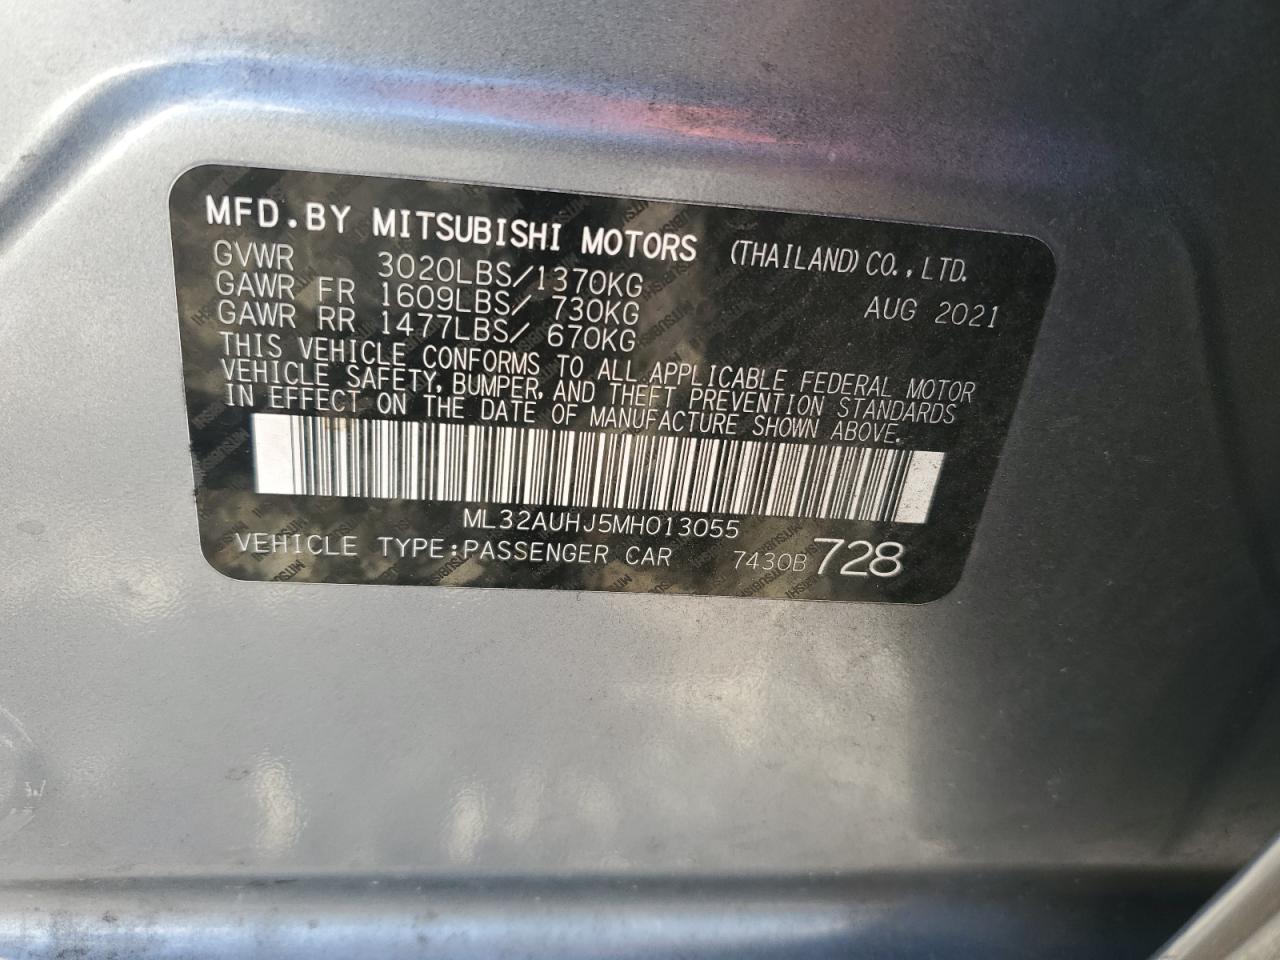 MFD.BY MITSUBISHI MOTORS (THAILAND) CO.,LTD.
GVWR 3020LBS/1370KG
AUG 2021
GAWR FR 1609LBS/ 730KG
GAWR RR 1477LBS/ 670KG
THIS VEHICLE CONFORMS TO ALL APPLICABLE FEDERAL MOTOR
VEHICLE SAFETY, BUMPER, AND THEFT PREVENTION STANDARDS
IN EFFECT ON THE DATE OF MANUFACTURE SHOWN ABOVE.
ML32AUHJ5MH013055
VEHICLE TYPE:PASSENGER CAR 7430B728